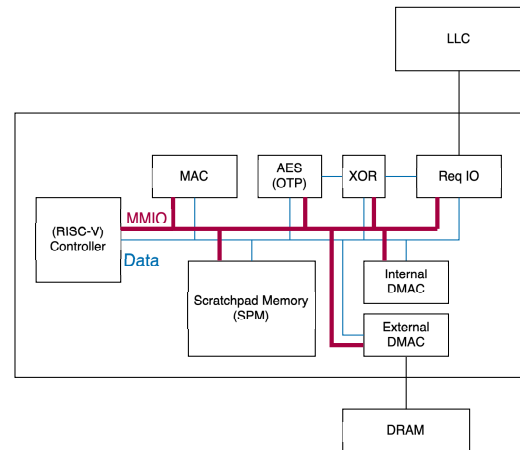 LLC
MAC
AES
(OTP)
XOR
Req IO
(RISC-V)
Controller
MMIO
Data
Scratchpad Memory
(SPM)
Internal
DMAC
External
DMAC
DRAM